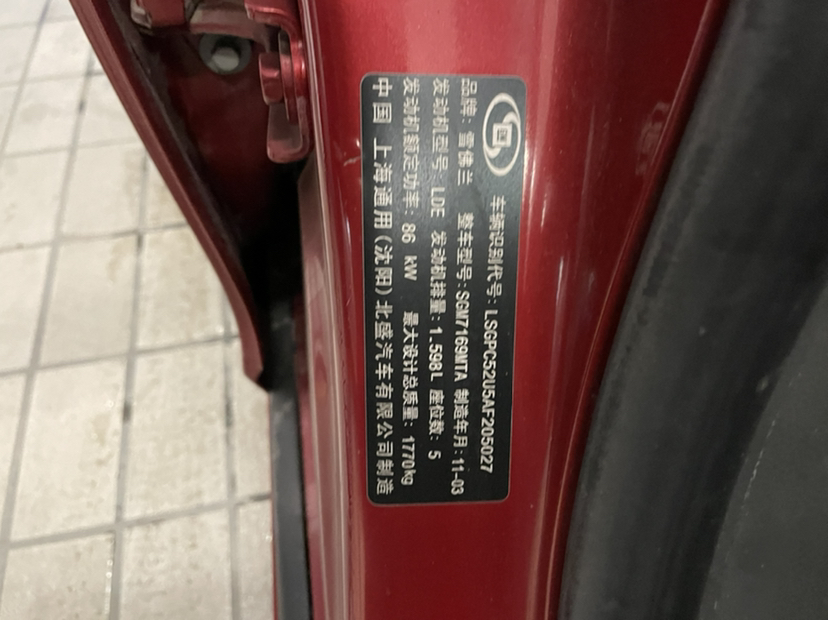 车辆识别代号: LSGPC52U5AF205027
品牌: 雪佛兰 整车型号: SGM7169MTA 制造年月: 11-03
发动机型号: LDE 发动机排量: 1.598L 座位数: 5
发动机额定功率: 86 kW 最大设计总质量: 1770kg
中国 上海通用(沈阳)北盛汽车有限公司制造